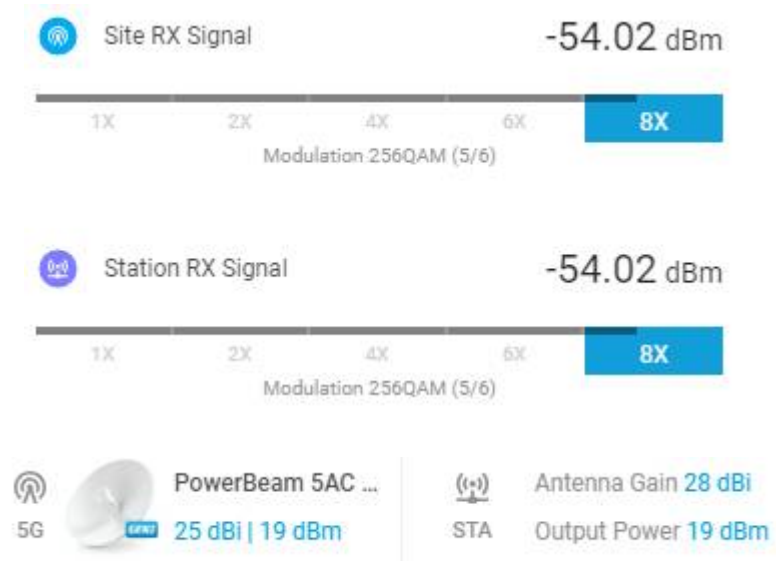 Site RX Signal -54.02 dBm
1X 2X 4X 6X 8X
Modulation 256QAM (5/6)
Station RX Signal -54.02 dBm
1X 2X 4X 6X 8X
Modulation 256QAM (5/6)
PowerBeam 5AC ...
5G GEN2 25 dBi | 19 dBm
Antenna Gain 28 dBi
STA Output Power 19 dBm